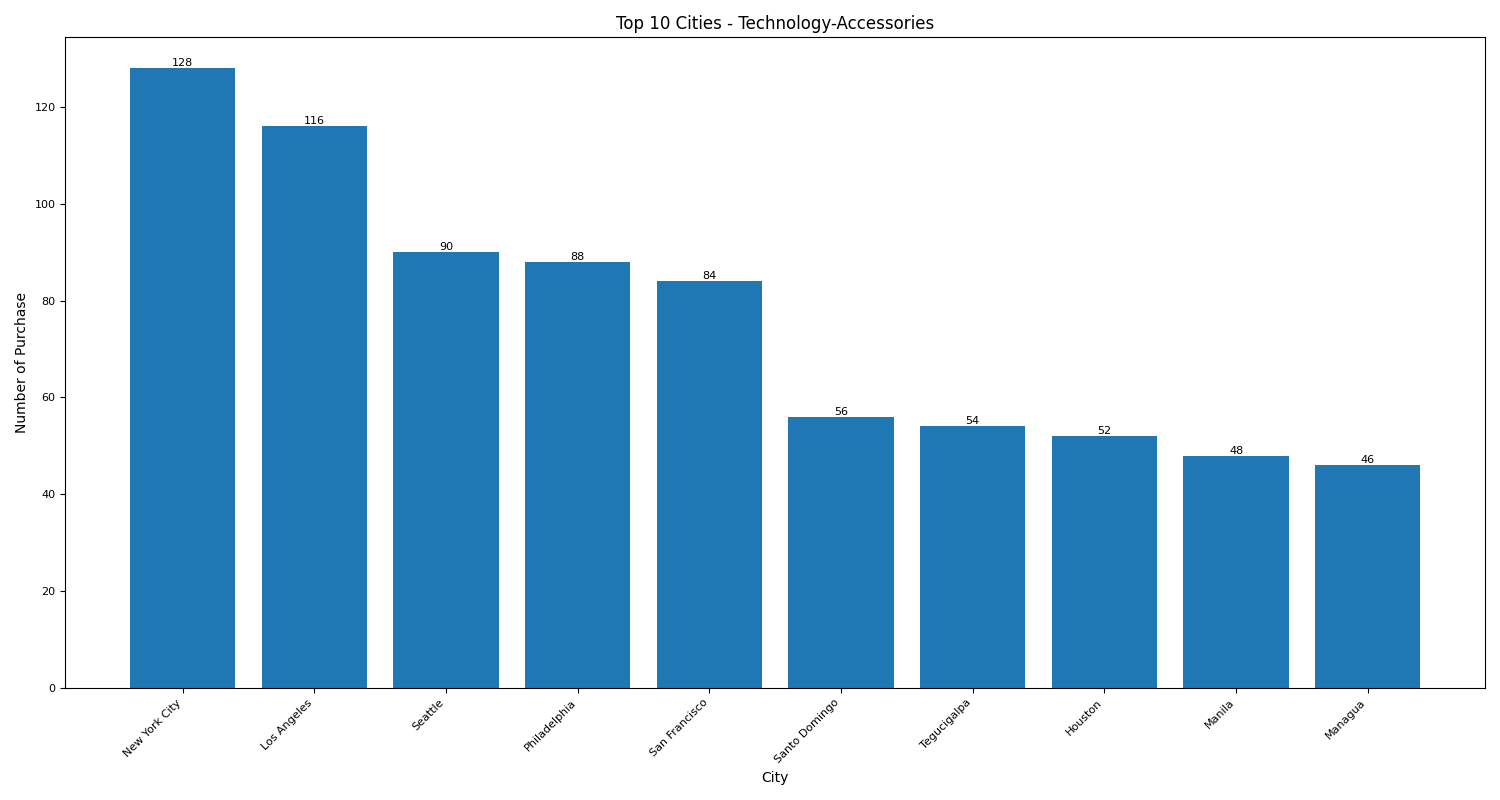 Top 10 Cities - Technology-Accessories
Number of Purchase
120
100
80
60
40
20
0
128
116
90
88
84
56
54
52
48
46
New York City
Los Angeles
Seattle
Philadelphia
San Francisco
Santo Domingo
Tegucigalpa
Houston
Manila
Managua
City